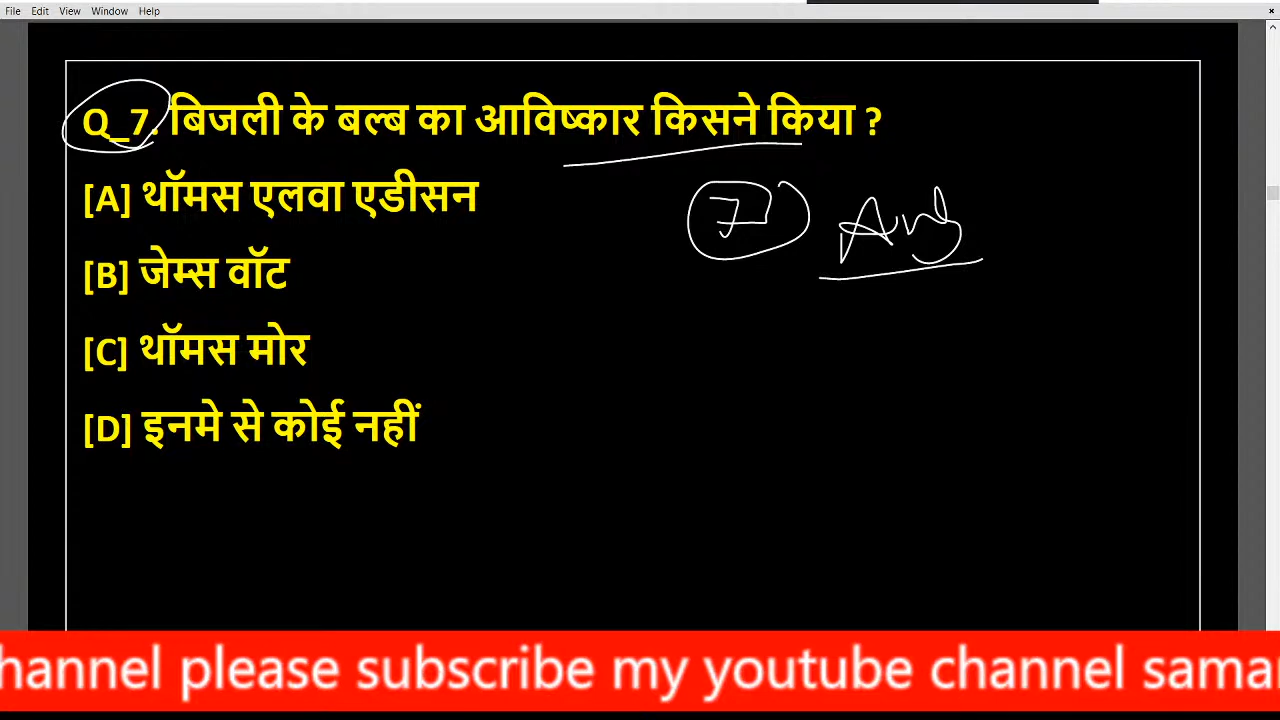 File Edit View Window Help
Q_7. बिजली के बल्ब का आविष्कार किसने किया ?
[A] थॉमस एलवा एडीसन
7 Ans
[B] जेम्स वॉट
[C] थॉमस मोर
[D] इनमे से कोई नहीं
hannel please subscribe my youtube channel sama